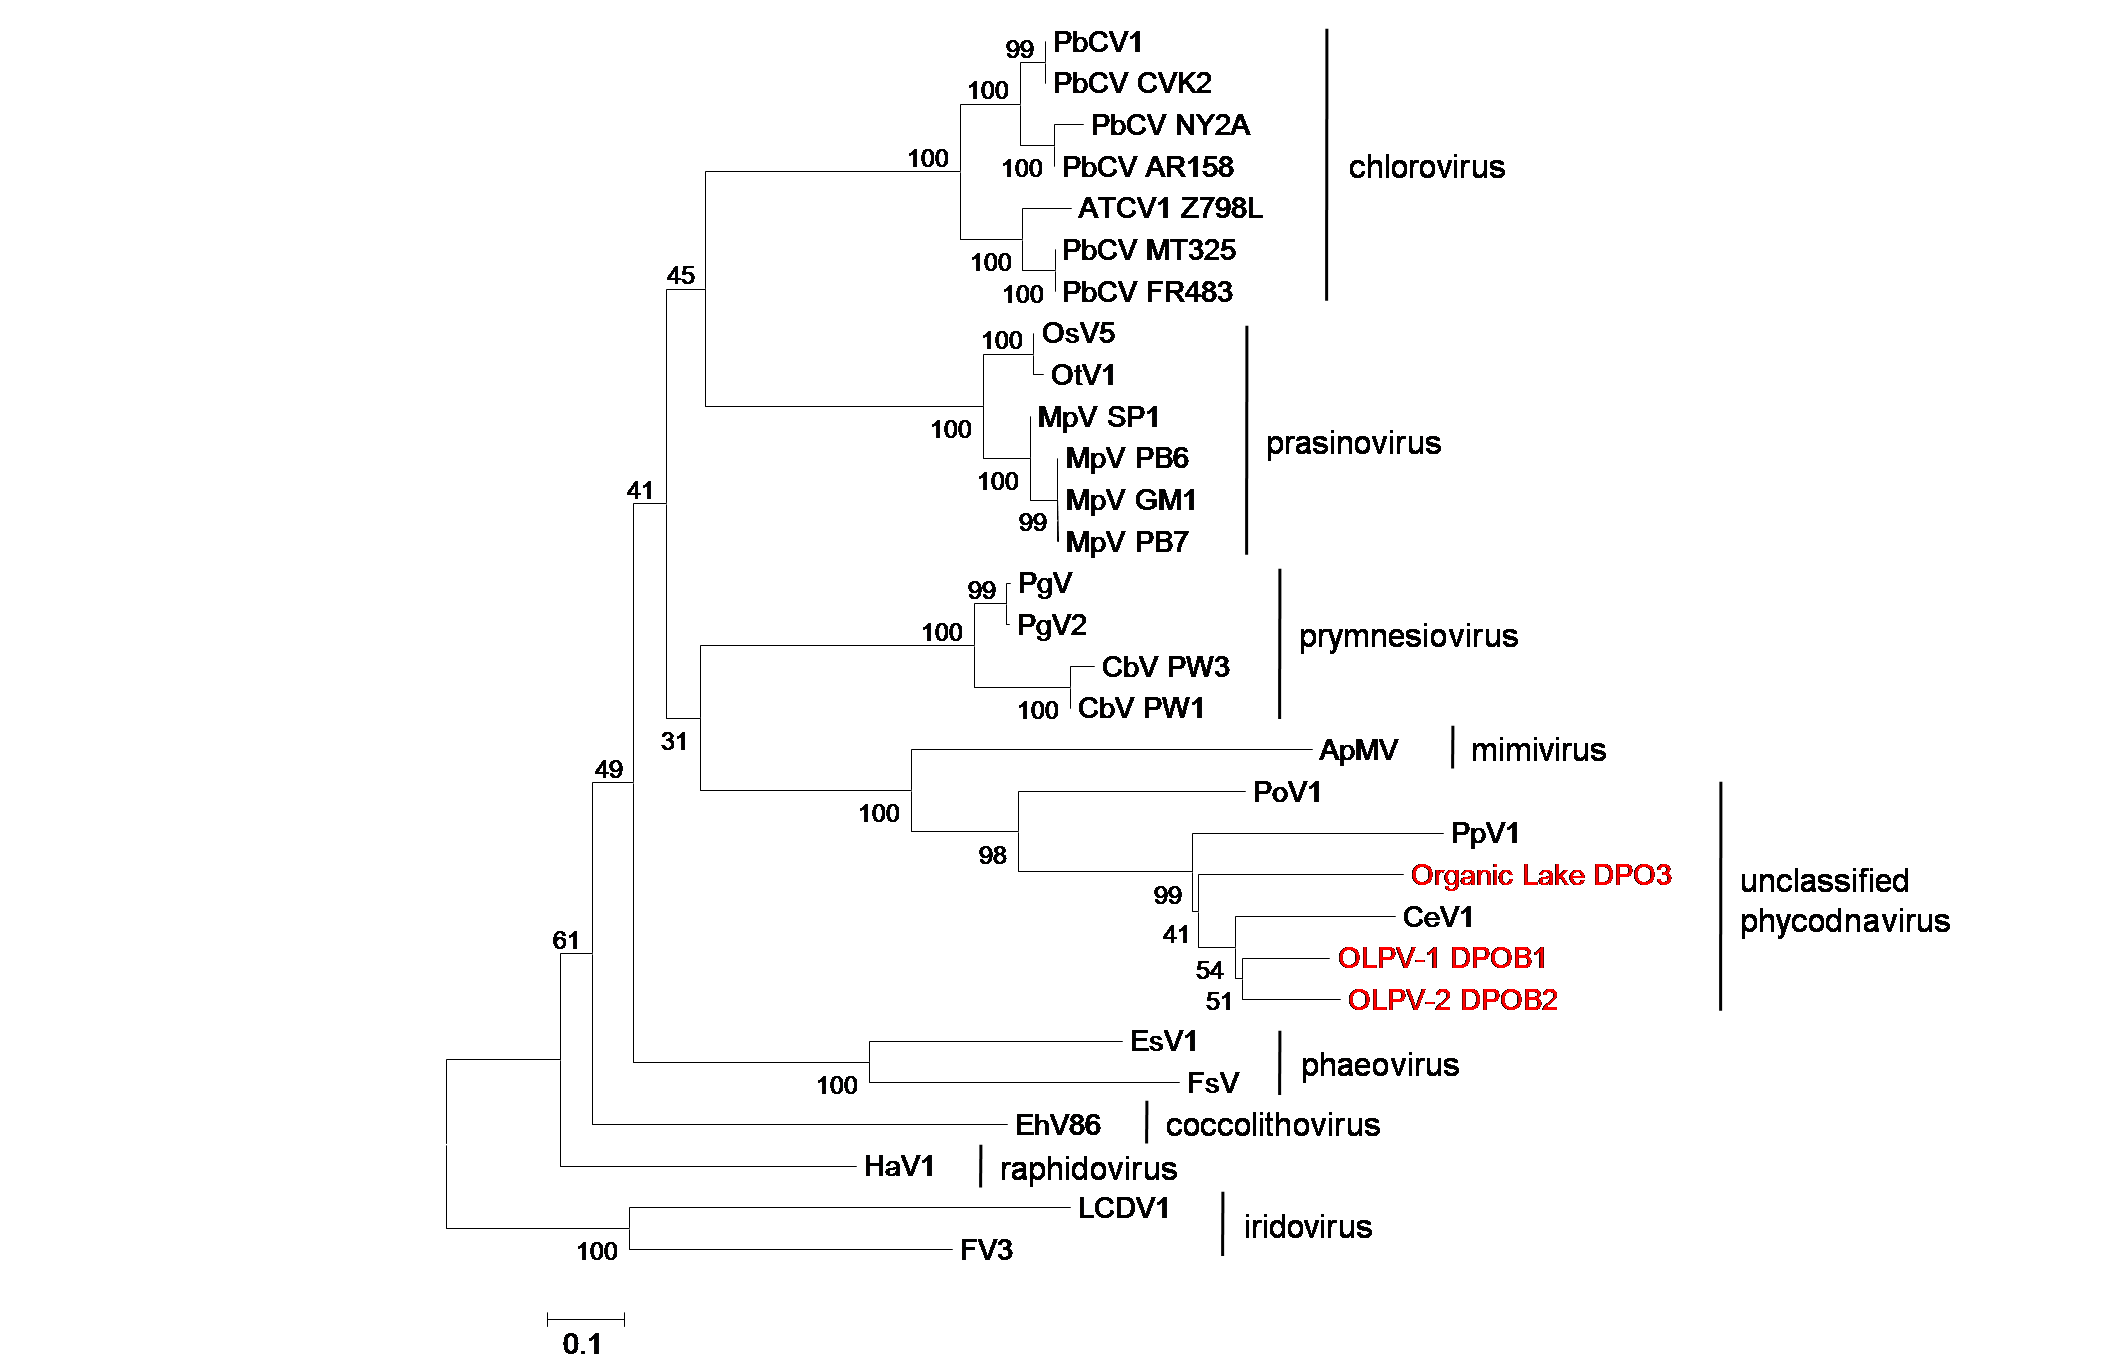 PbCV1
99
PbCV CVK2
100
PbCV NY2A
100
PbCV AR158
100
chlorovirus
ATCV1 Z798L
PbCV MT325
100
PbCV FR483
100
45
OsV5
100
OtV1
MpV SP1
100
prasinovirus
MpV PB6
100
MpV GM1
41
99
MpV PB7
PgV
99
PgV2
100
prymnesiovirus
CbV PW3
100
CbV PW1
31
ApMV
mimivirus
49
PoV1
100
PpV1
98
Organic Lake DPO3
unclassified
phycodnavirus
99
CeV1
41
61
OLPV-1 DPOB1
54
OLPV-2 DPOB2
51
EsV1
phaeovirus
100
FsV
EhV86
coccolithovirus
HaV1
raphidovirus
LCDV1
iridovirus
100
FV3
0.1